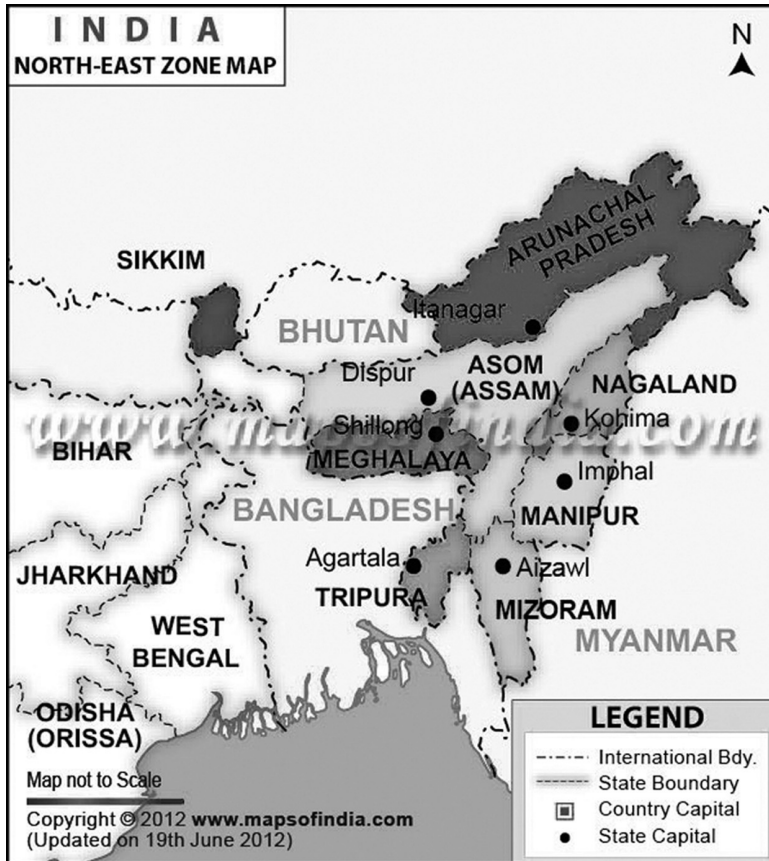 INDIA
NORTH-EAST ZONE MAP
N
ARUNACHAL
PRADESH
SIKKIM
Itanagar
BHUTAN
Dispur
ASOM
(ASSAM)
NAGALAND
www.mapsofindia.com
Shillong
Kohima
BIHAR
MEGHALAYA
Imphal
BANGLADESH
MANIPUR
Agartala
Aizawl
JHARKHAND
TRIPURA
MIZORAM
WEST
BENGAL
MYANMAR
ODISHA
(ORISSA)
LEGEND
International Bdy.
State Boundary
Country Capital
State Capital
Map not to Scale
Copyright © 2012 www.mapsofindia.com
(Updated on 19th June 2012)